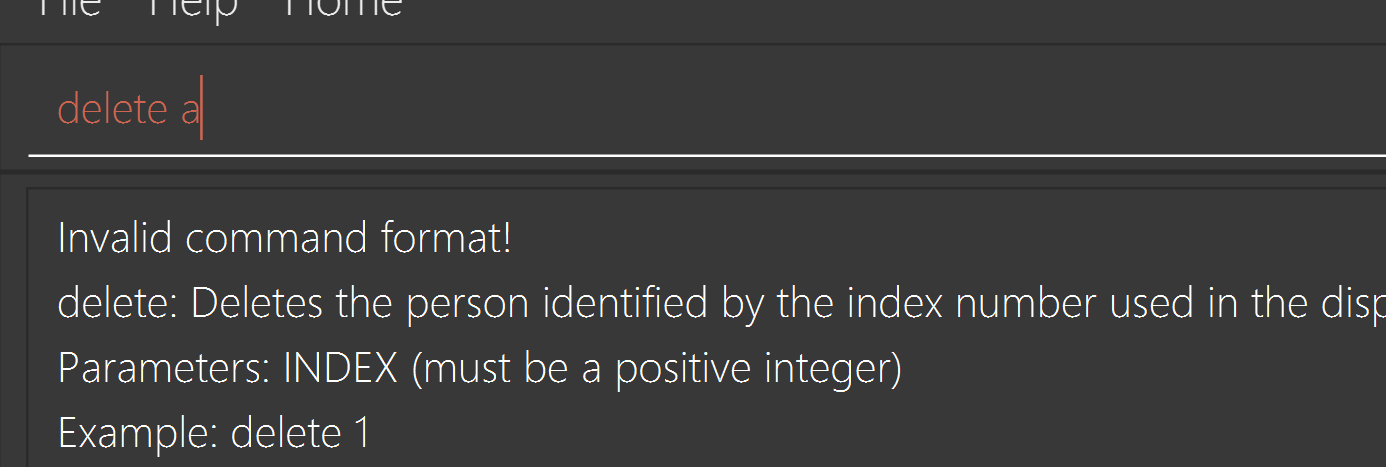 File Help Home
delete a
Invalid command format!
delete: Deletes the person identified by the index number used in the disp
Parameters: INDEX (must be a positive integer)
Example: delete 1